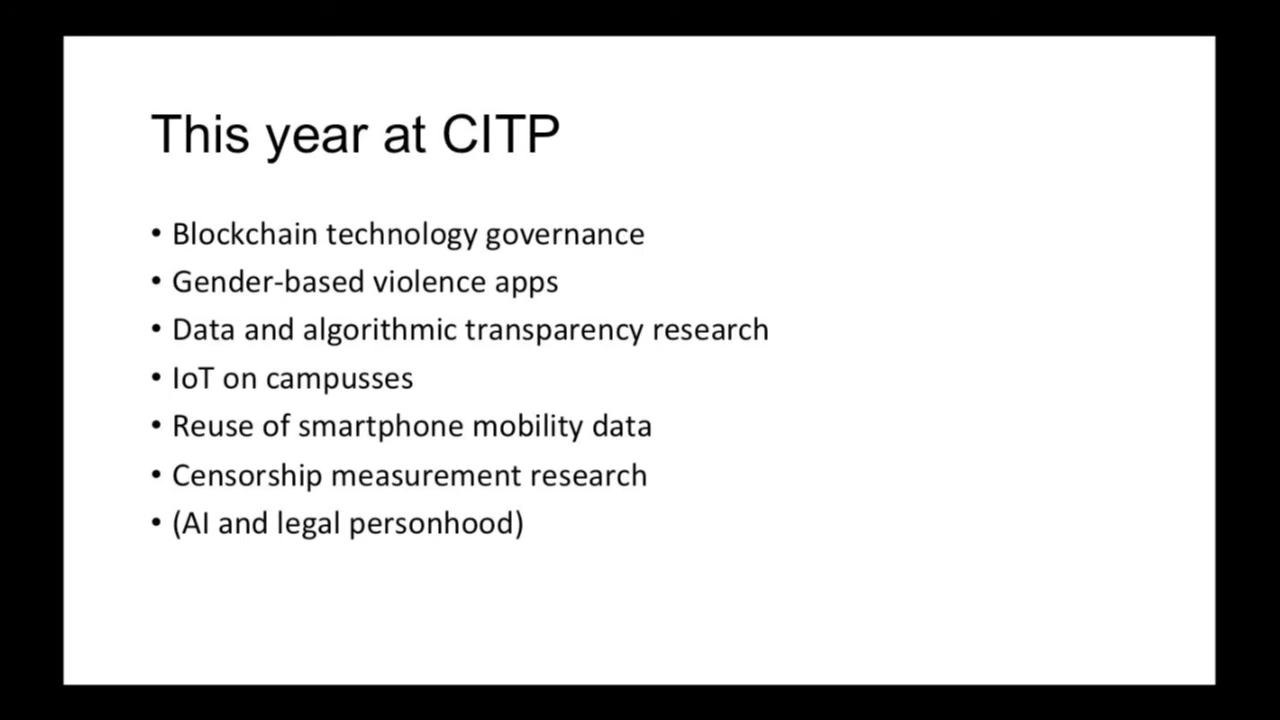 This year at CITP
• Blockchain technology governance
• Gender-based violence apps
• Data and algorithmic transparency research
• IoT on campusses
• Reuse of smartphone mobility data
• Censorship measurement research
• (AI and legal personhood)